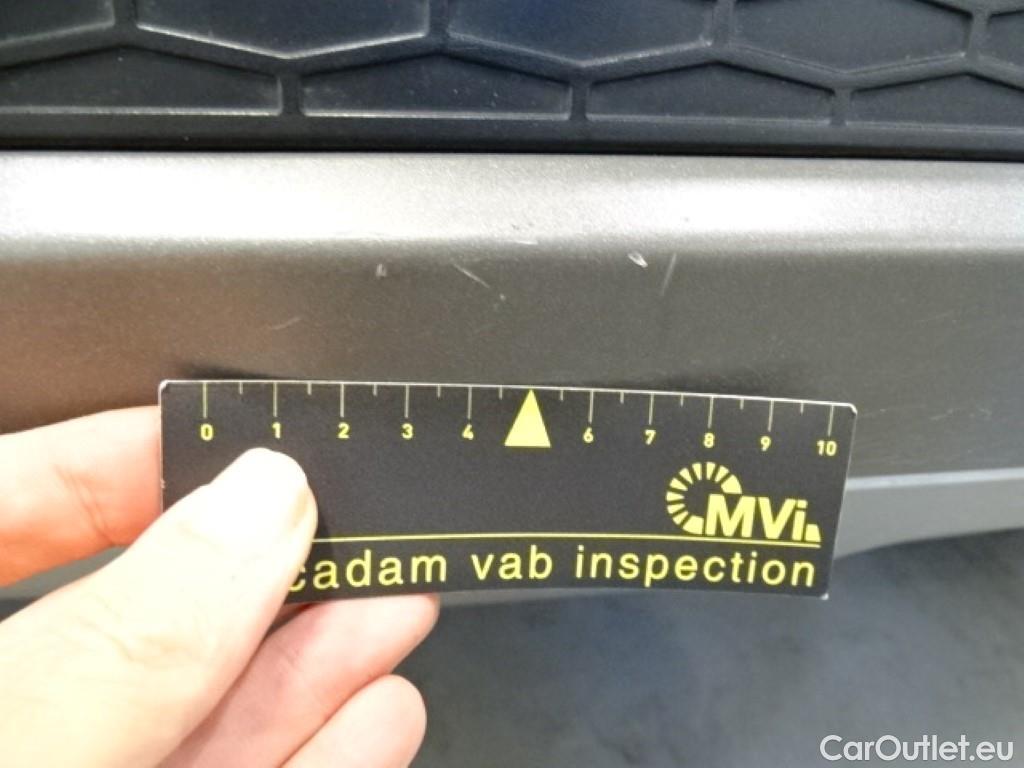 0 1 2 3 4 6 7 8 9 10
MVi
cadam vab inspection
CarOutlet.eu